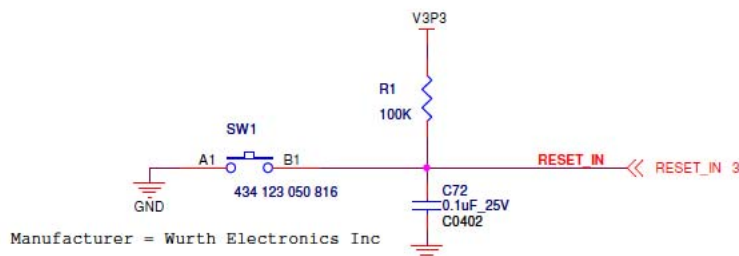 V3P3
R1
100K
SW1
A1
B1
RESET_IN
RESET_IN 3
434 123 050 816
C72
0.1uF_25V
C0402
GND
Manufacturer = Wurth Electronics Inc